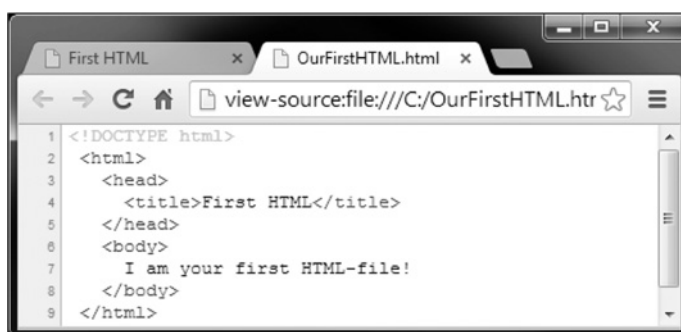 First HTML
OurFirstHTML.html
view-source:file:///C:/OurFirstHTML.htr
1 <!DOCTYPE html>
2 <html>
3 <head>
4 <title>First HTML</title>
5 </head>
6 <body>
7 I am your first HTML-file!
8 </body>
9 </html>